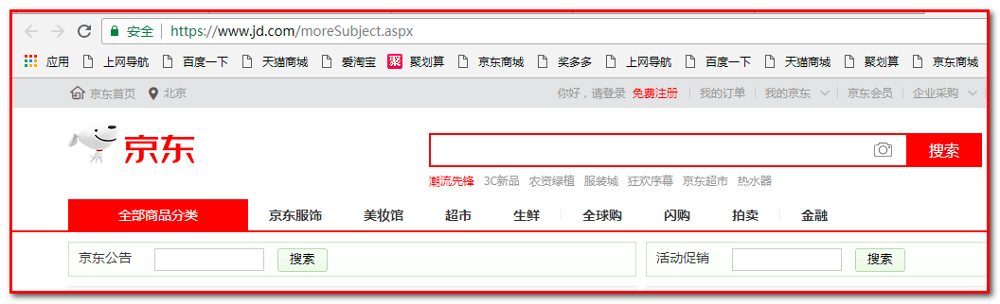 安全 https://www.jd.com/moreSubject.aspx
应用 上网导航 百度一下 天猫商城 爱淘宝 聚 聚划算 京东商城 奖多多 上网导航 百度一下 天猫商城 聚划算 京东商城
京东首页 北京 你好，请登录 免费注册 我的订单 我的京东 京东会员 企业采购
京东 搜索
潮流先锋 3C新品 农资绿植 服装城 狂欢序幕 京东超市 热水器
全部商品分类 京东服饰 美妆馆 超市 生鲜 全球购 闪购 拍卖 金融
京东公告 搜索 活动促销 搜索